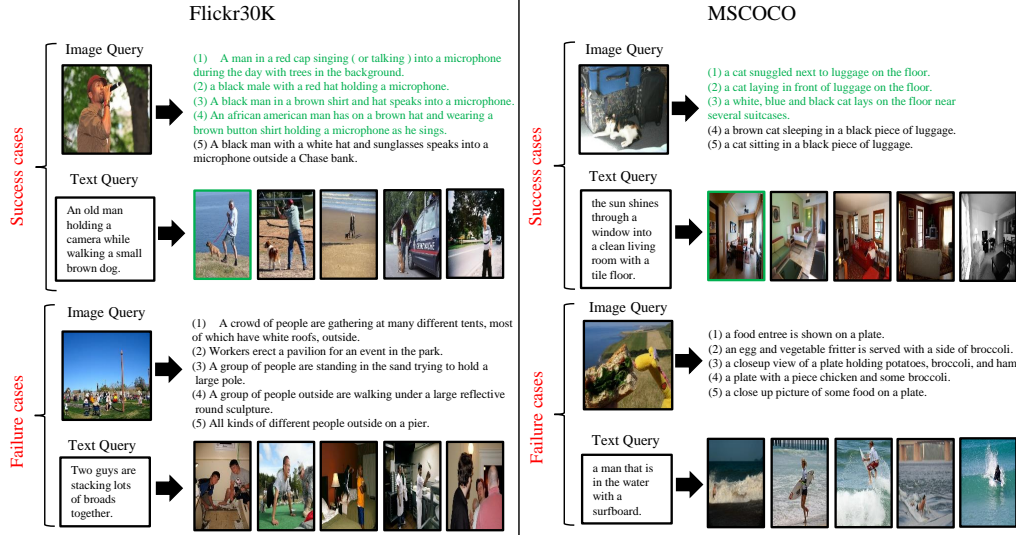 Flickr30K
Success cases
Image Query
(1) A man in a red cap singing ( or talking ) into a microphone
during the day with trees in the background.
(2) a black male with a red hat holding a microphone.
(3) A black man in a brown shirt and hat speaks into a microphone.
(4) An african american man has on a brown hat and wearing a
brown button shirt holding a microphone as he sings.
(5) A black man with a white hat and sunglasses speaks into a
microphone outside a Chase bank.
Text Query
An old man
holding a
camera while
walking a small
brown dog.
Failure cases
Image Query
(1) A crowd of people are gathering at many different tents, most
of which have white roofs, outside.
(2) Workers erect a pavilion for an event in the park.
(3) A group of people are standing in the sand trying to hold a
large pole.
(4) A group of people outside are walking under a large reflective
round sculpture.
(5) All kinds of different people outside on a pier.
Text Query
Two guys are
stacking lots
of broads
together.
MSCOCO
Success cases
Image Query
(1) a cat snuggled next to luggage on the floor.
(2) a cat laying in front of luggage on the floor.
(3) a white, blue and black cat lays on the floor near
several suitcases.
(4) a brown cat sleeping in a black piece of luggage.
(5) a cat sitting in a black piece of luggage.
Text Query
the sun shines
through a
window into
a clean living
room with a
tile floor.
Failure cases
Image Query
(1) a food entree is shown on a plate.
(2) an egg and vegetable fritter is served with a side of broccoli.
(3) a closeup view of a plate holding potatoes, broccoli, and ham
(4) a plate with a piece chicken and some broccoli.
(5) a close up picture of some food on a plate.
Text Query
a man that is
in the water
with a
surfboard.